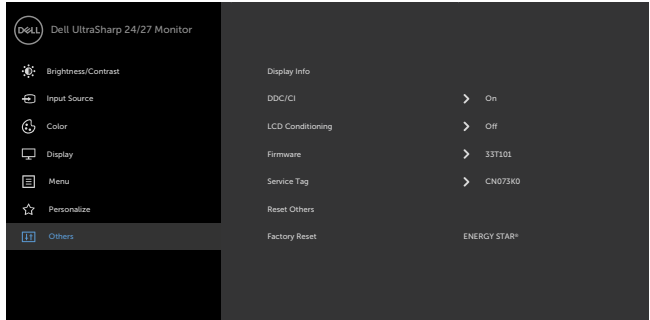 DELL Dell UltraSharp 24/27 Monitor
Brightness/Contrast
Input Source
Color
Display
Menu
Personalize
Others
Display Info
DDC/CI On
LCD Conditioning Off
Firmware 33T101
Service Tag CN073K0
Reset Others
Factory Reset ENERGY STAR®